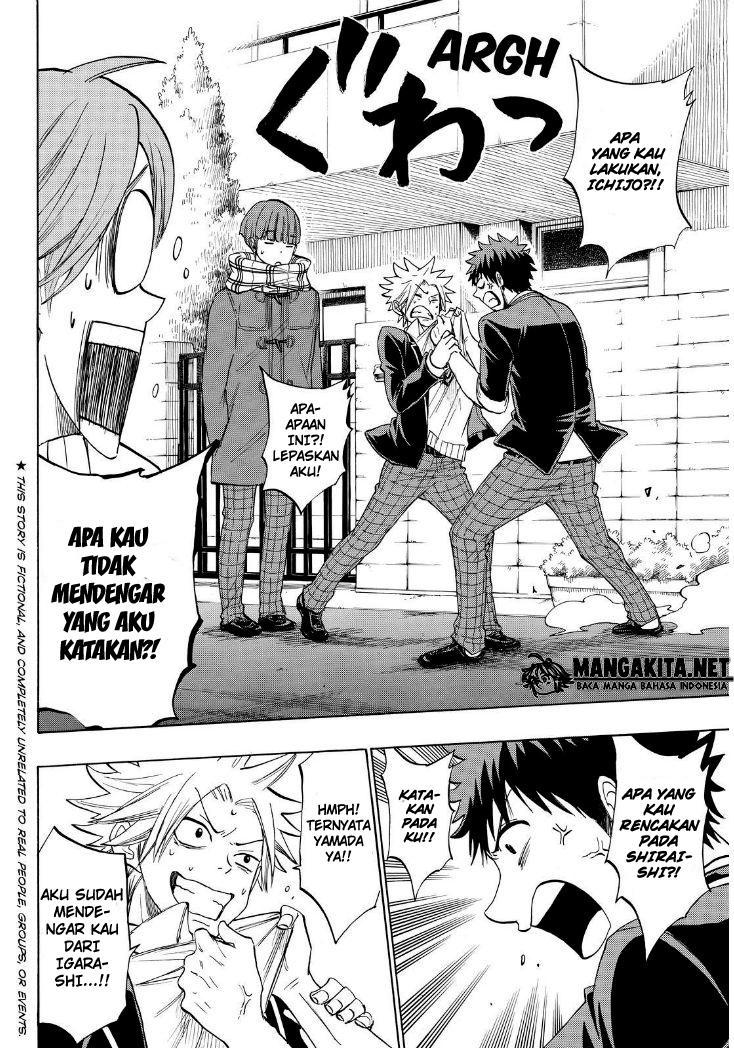 ARGH
ぐわっ
APA
YANG KAU
LAKUKAN,
ICHIJO?!!
APA-
APAAN
INI?!
LEPASKAN
AKU!
APA KAU
TIDAK
MENDENGAR
YANG AKU
KATAKAN?!
MANGAKITA.NET
BACA MANGA BAHASA INDONESIA
APA YANG
KAU
RENCAKAN
PADA
SHIRAI-
SHI?!
KATA-
KAN
PADA
KU!!
HMPH!
TERNYATA
YAMADA
YA!!
AKU SUDAH
MENDE-
NGAR KAU
DARI
IGARA-
SHI...!!
★ THIS STORY IS FICTIONAL, AND COMPLETELY UNRELATED TO REAL PEOPLE, GROUPS, OR EVENTS.